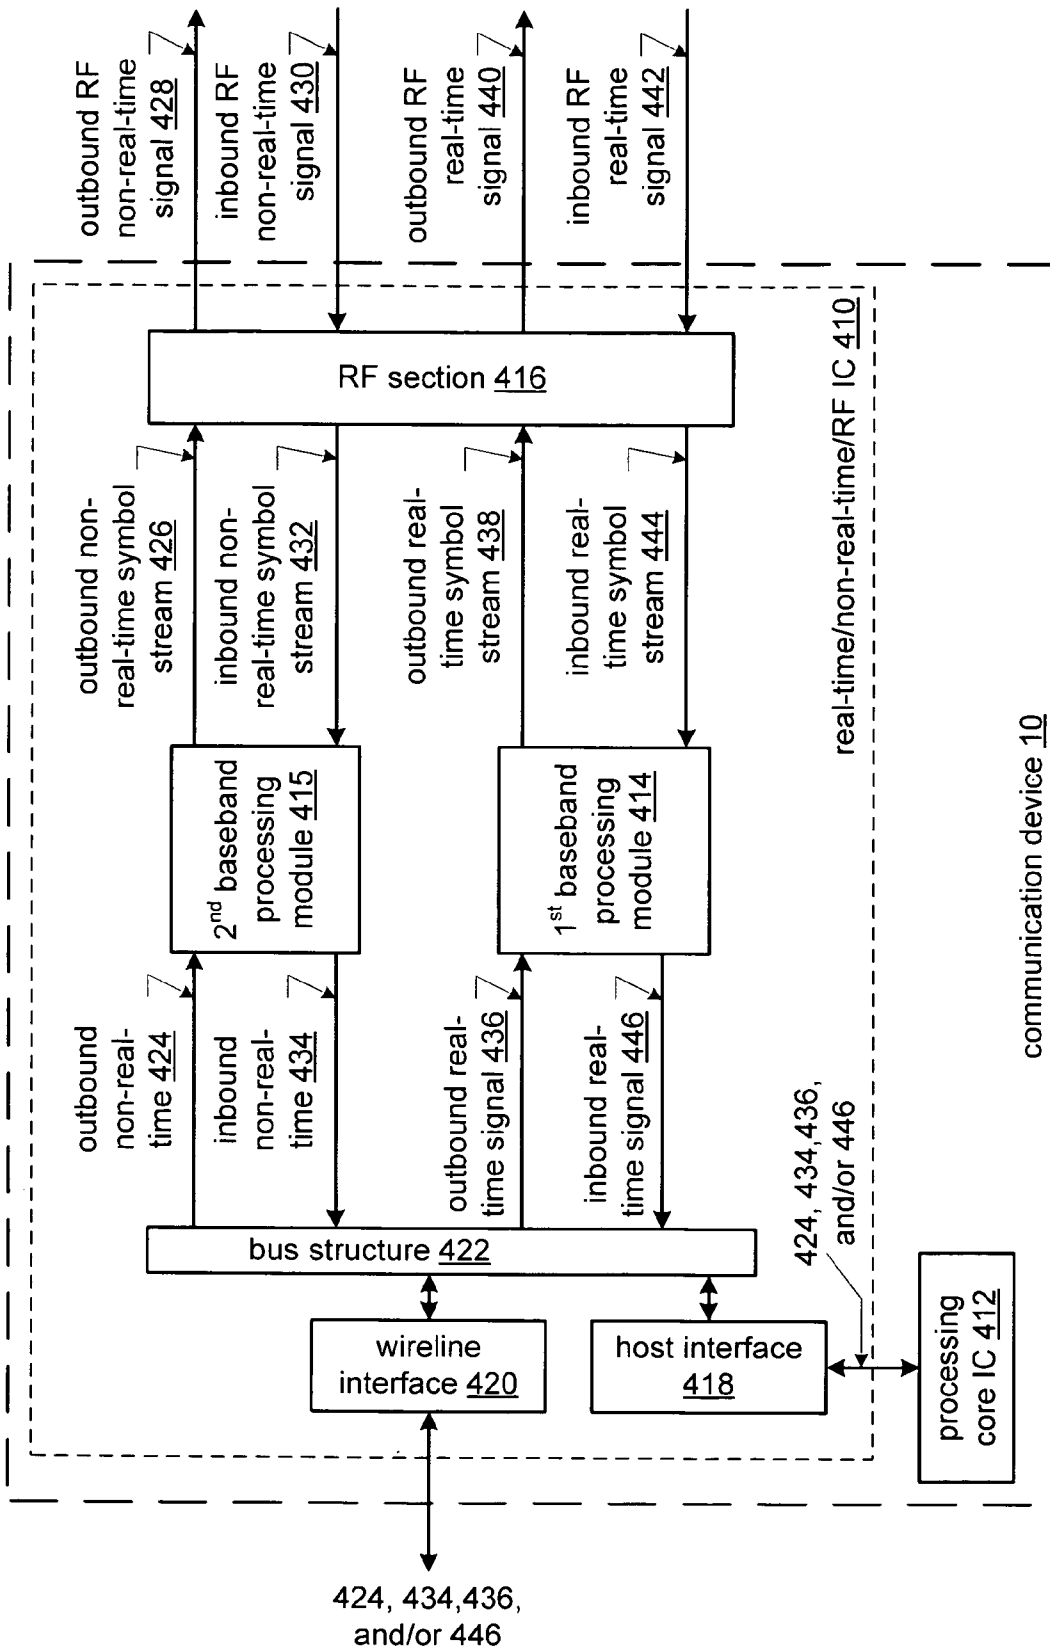 outbound RF
non-real-time
signal 428
inbound RF
non-real-time
signal 430
outbound RF
real-time
signal 440
inbound RF
real-time
signal 442
RF section 416
outbound non-
real-time symbol
stream 426
inbound non-
real-time symbol
stream 432
outbound real-
time symbol
stream 438
inbound real-
time symbol
stream 444
real-time/non-real-time/RF IC 410
2nd baseband
processing
module 415
1st baseband
processing
module 414
outbound
non-real-
time 424
inbound
non-real-
time 434
outbound real-
time signal 436
inbound real-
time signal 446
bus structure 422
wireline
interface 420
host interface
418
424, 434,436,
and/or 446
processing
core IC 412
communication device 10
424, 434,436,
and/or 446